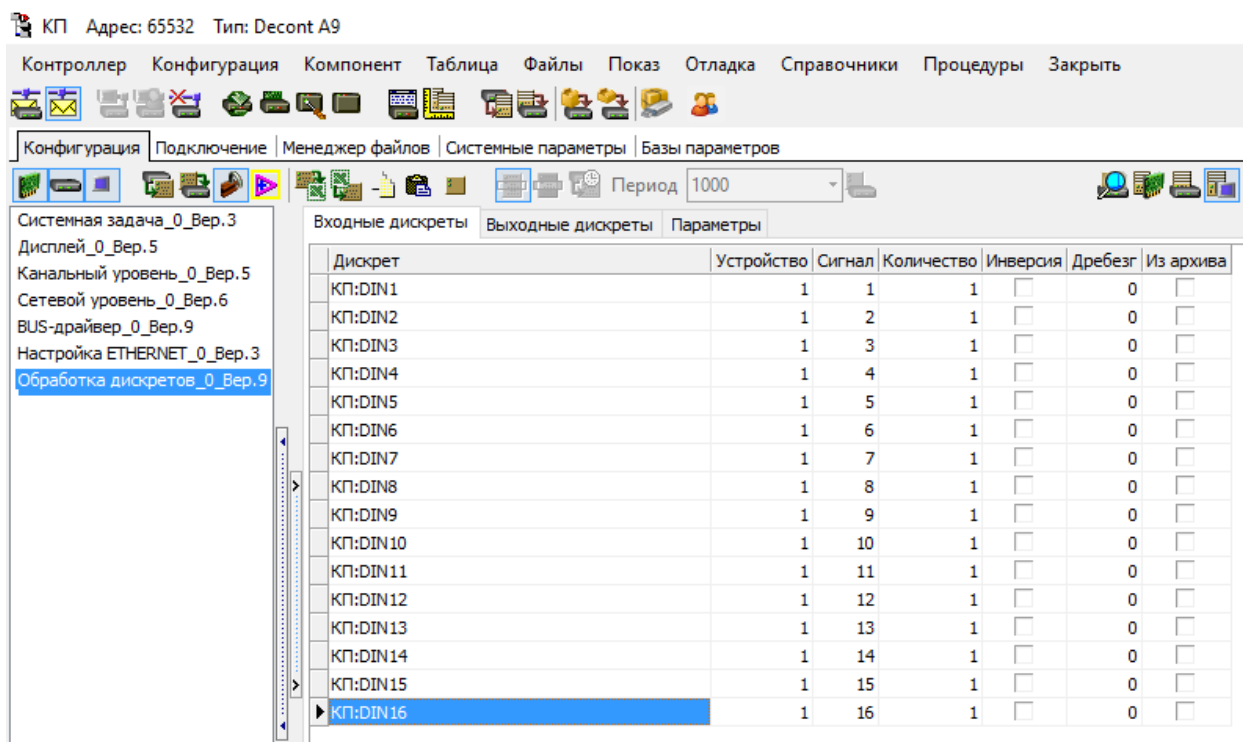 КП Адрес: 65532 Тип: Decont A9
Контроллер Конфигурация Компонент Таблица Файлы Показ Отладка Справочники Процедуры Закрыть
Конфигурация Подключение Менеджер файлов Системные параметры Базы параметров
Период 1000
Системная задача_0_Вер.3
Дисплей_0_Вер.5
Канальный уровень_0_Вер.5
Сетевой уровень_0_Вер.6
BUS-драйвер_0_Вер.9
Настройка ETHERNET_0_Вер.3
Обработка дискретов_0_Вер.9
Входные дискреты Выходные дискреты Параметры
Дискрет Устройство Сигнал Количество Инверсия Дребезг Из архива
КП:DIN1 1 1 1 0
КП:DIN2 1 2 1 0
КП:DIN3 1 3 1 0
КП:DIN4 1 4 1 0
КП:DIN5 1 5 1 0
КП:DIN6 1 6 1 0
КП:DIN7 1 7 1 0
КП:DIN8 1 8 1 0
КП:DIN9 1 9 1 0
КП:DIN10 1 10 1 0
КП:DIN11 1 11 1 0
КП:DIN12 1 12 1 0
КП:DIN13 1 13 1 0
КП:DIN14 1 14 1 0
КП:DIN15 1 15 1 0
КП:DIN16 1 16 1 0